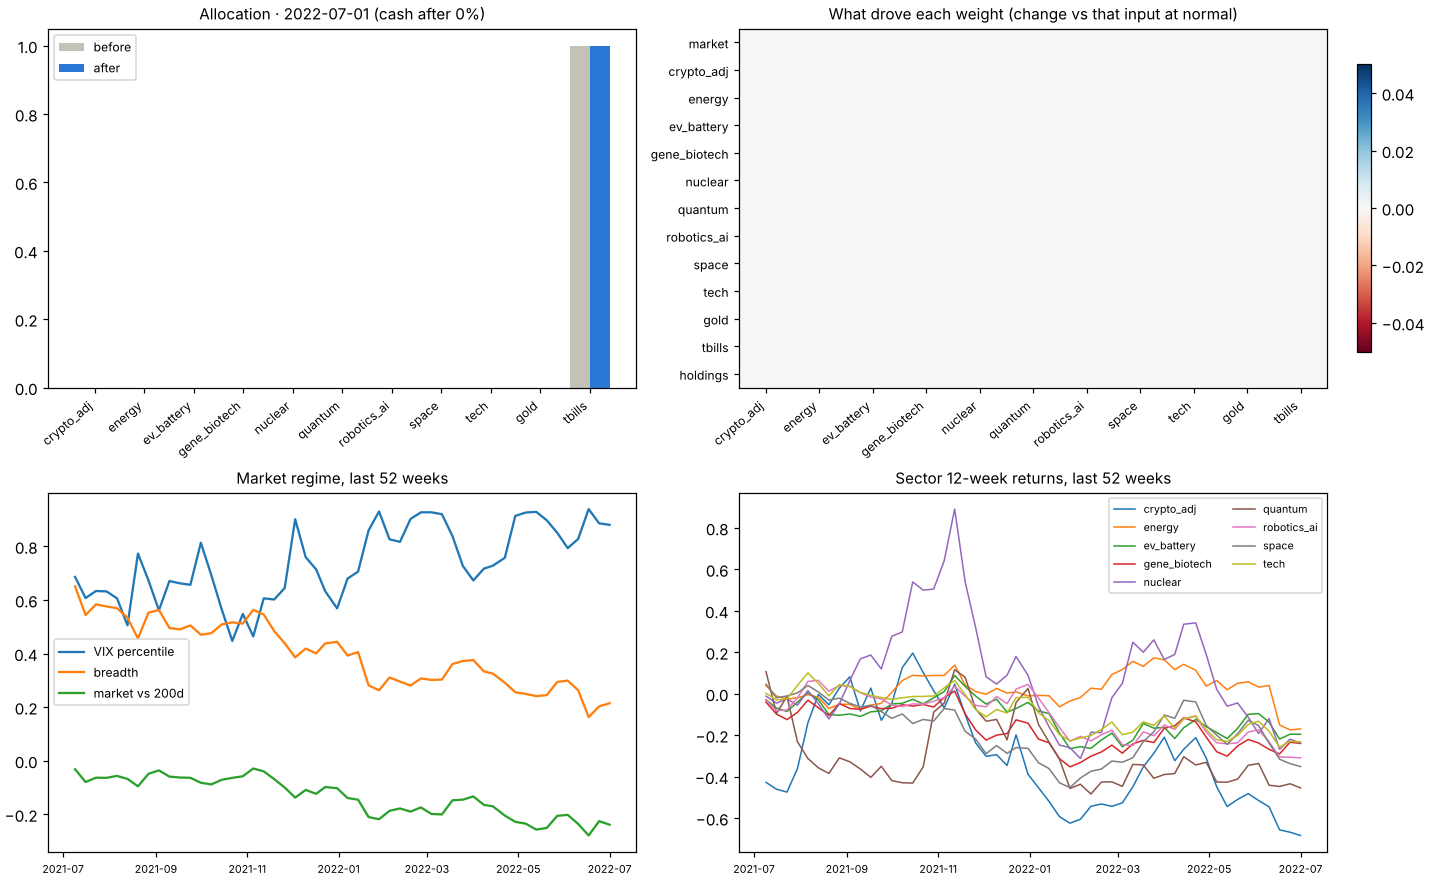 Allocation · 2022-07-01 (cash after 0%)
before
after
1.0
0.8
0.6
0.4
0.2
0.0
crypto_adj
energy
ev_battery
gene_biotech
nuclear
quantum
robotics_ai
space
tech
gold
tbills
What drove each weight (change vs that input at normal)
market
crypto_adj
energy
ev_battery
gene_biotech
nuclear
quantum
robotics_ai
space
tech
gold
tbills
holdings
crypto_adj
energy
ev_battery
gene_biotech
nuclear
quantum
robotics_ai
space
tech
gold
tbills
0.04
0.02
0.00
−0.02
−0.04
Market regime, last 52 weeks
0.8
0.6
0.4
0.2
0.0
−0.2
VIX percentile
breadth
market vs 200d
2021-07
2021-09
2021-11
2022-01
2022-03
2022-05
2022-07
Sector 12-week returns, last 52 weeks
0.8
0.6
0.4
0.2
0.0
−0.2
−0.4
−0.6
crypto_adj
energy
ev_battery
gene_biotech
nuclear
quantum
robotics_ai
space
tech
2021-07
2021-09
2021-11
2022-01
2022-03
2022-05
2022-07